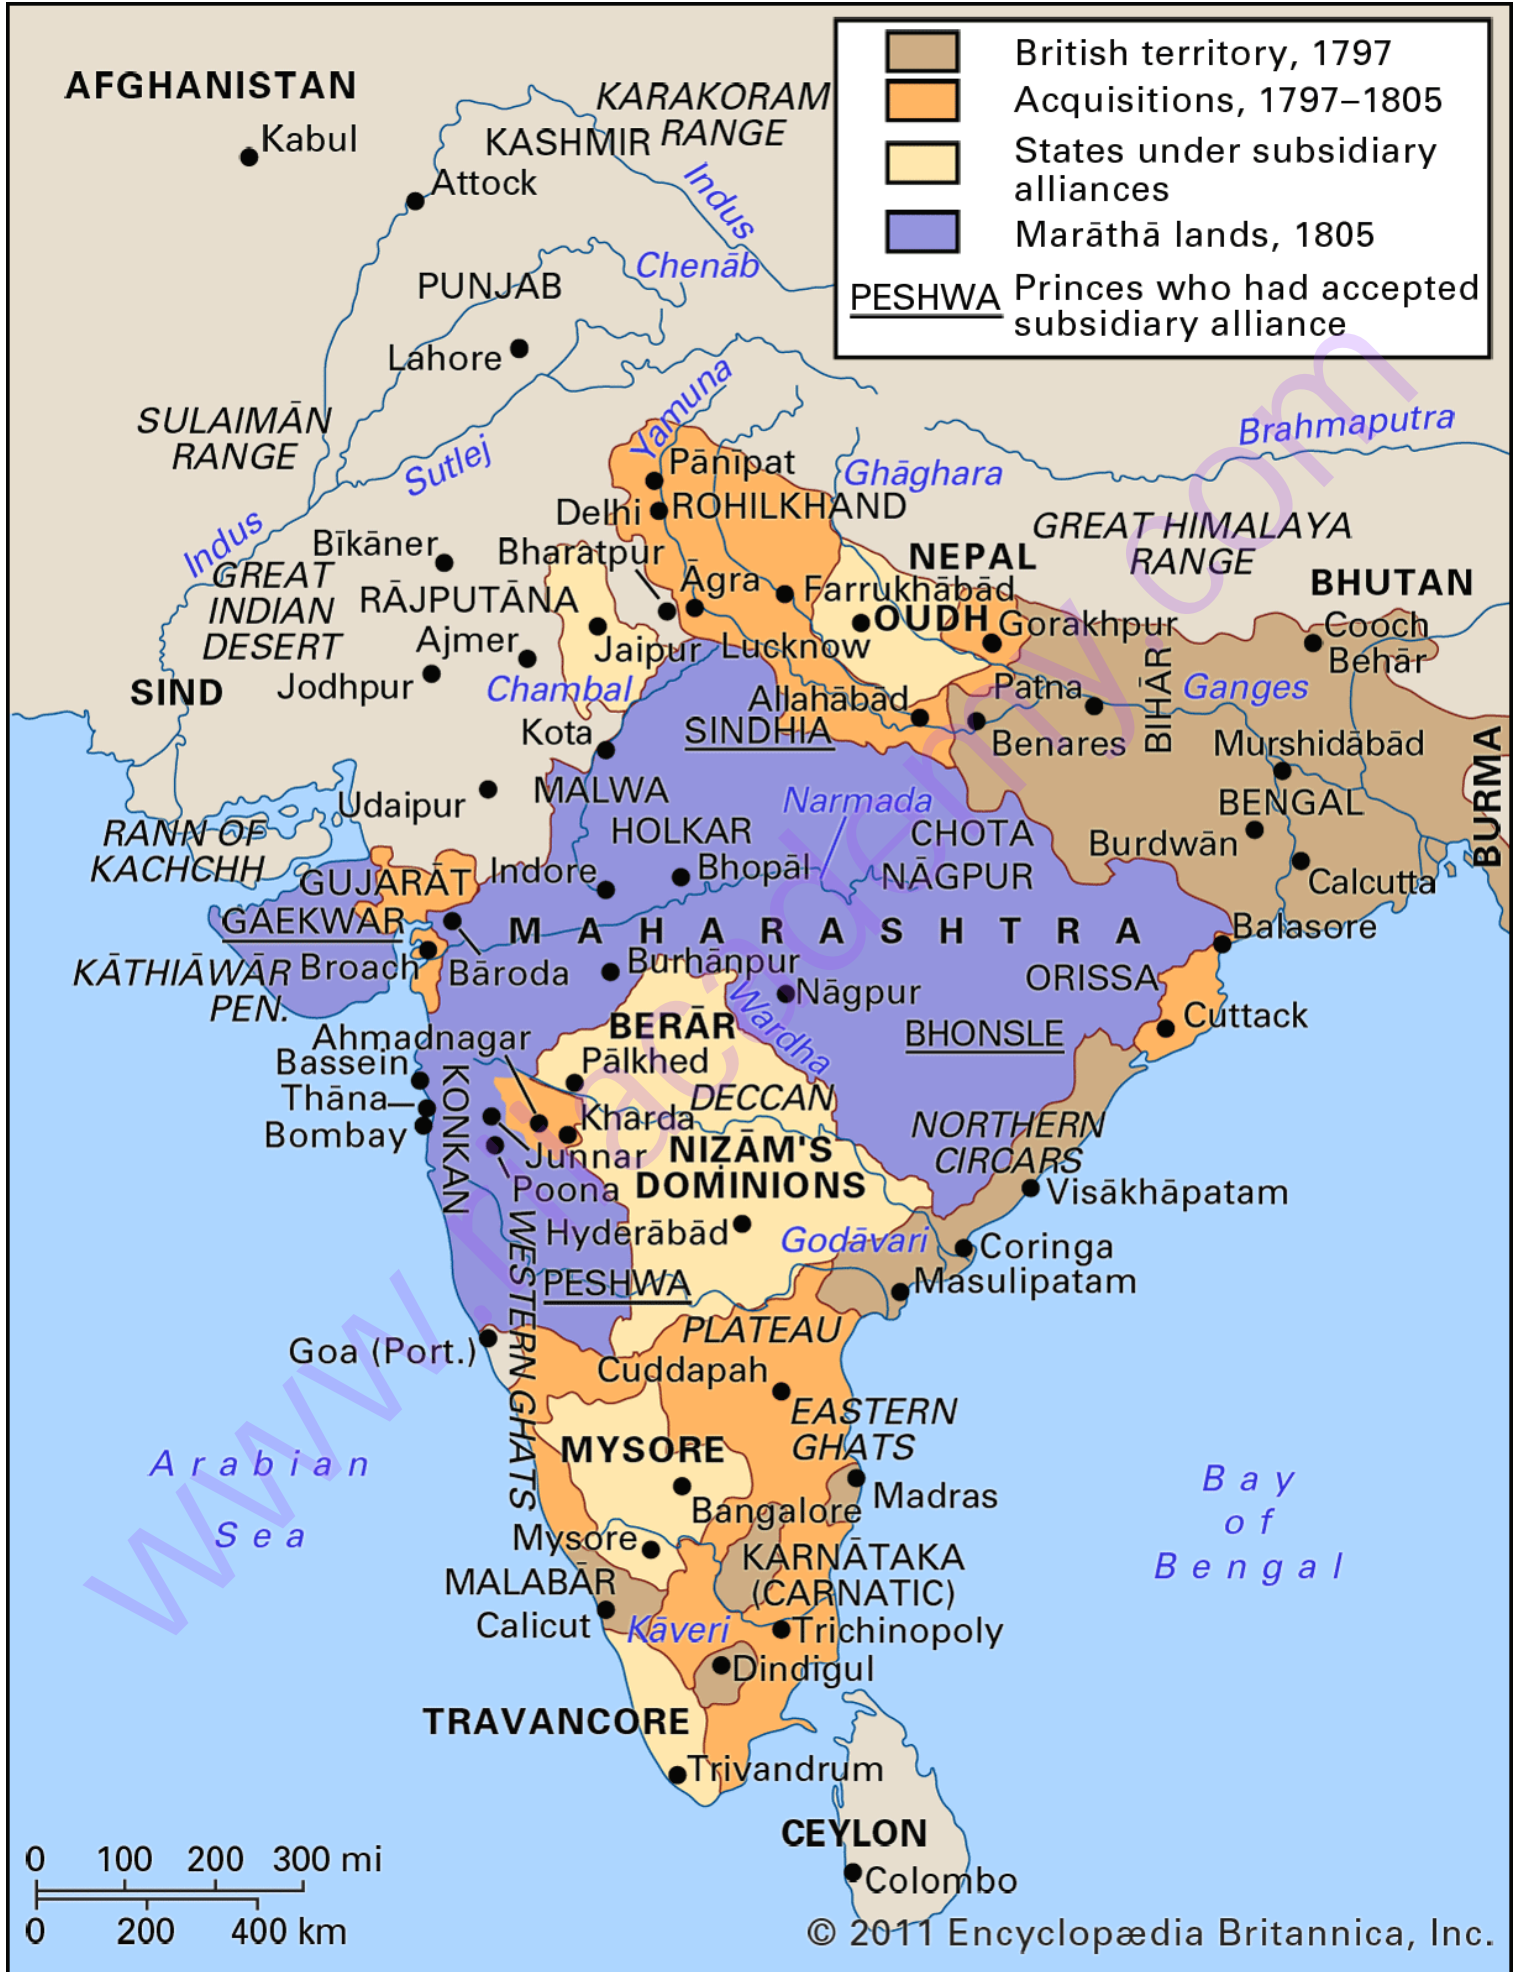 British territory, 1797
Acquisitions, 1797–1805
States under subsidiary
alliances
Marāthā lands, 1805
PESHWA
Princes who had accepted
subsidiary alliance
AFGHANISTAN
Kabul
KARAKORAM
RANGE
KASHMIR
Attock
Indus
Chenāb
PUNJAB
Lahore
SULAIMĀN
RANGE
Sutlej
Yamuna
Brahmaputra
Pānīpat
Ghāghara
Delhi
ROHILKHAND
Indus
Bīkāner
Bharatpur
GREAT HIMALAYA
RANGE
NEPAL
BHUTAN
GREAT
INDIAN
DESERT
RĀJPUTĀNA
Āgra
Farrukhābād
OUDH
Gorakhpur
Cooch
Behār
Ajmer
Jaipur
Lucknow
SIND
Jodhpur
Chambal
Allahābād
Patna
BIHĀR
Ganges
Kota
SINDHIA
Benares
Murshidābād
BURMA
Udaipur
MALWA
Narmada
BENGAL
RANN OF
KACHCHH
HOLKAR
CHOTA
NĀGPUR
Burdwān
GUJARĀT
Indore
Bhopāl
Calcutta
GAEKWAR
MAHARASHTRA
Balasore
KĀTHIĀWĀR
PEN.
Broach
Bāroda
Burhānpur
Nāgpur
ORISSA
Wardha
Cuttack
BERĀR
BHONSLE
Ahmadnagar
Bassein
Pālkhed
Thāna
KONKAN
DECCAN
Bombay
Kharda
NORTHERN
CIRCARS
Junnar
NIẒĀM'S
DOMINIONS
Poona
Visākhāpatam
Hyderābād
Godāvari
Coringa
PESHWA
Masulipatam
WESTERN GHATS
Goa (Port.)
PLATEAU
Cuddapah
EASTERN
GHATS
Arabian
Sea
MYSORE
Bay
of
Bengal
Bangalore
Madras
Mysore
KARNĀTAKA
(CARNATIC)
MALABĀR
Calicut
Kāveri
Trichinopoly
Dindigul
TRAVANCORE
Trivandrum
CEYLON
Colombo
0 100 200 300 mi
0 200 400 km
© 2011 Encyclopædia Britannica, Inc.